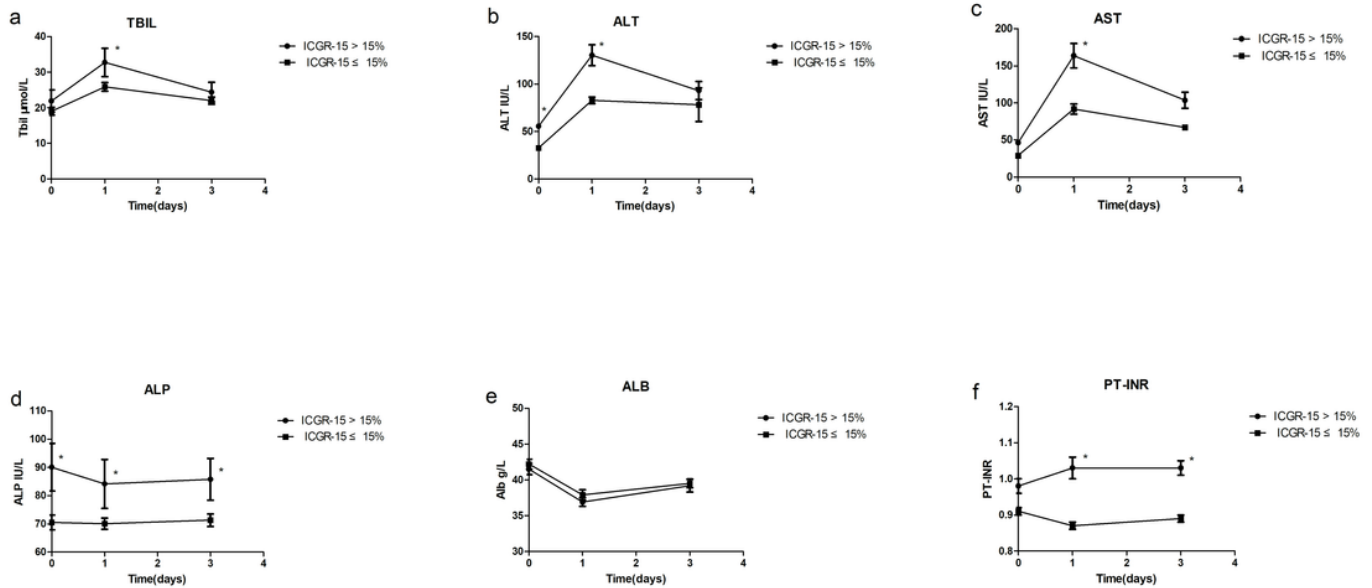 a
TBIL
Tbil μmol/L
40
30
20
10
0
0 1 2 3 4
Time(days)
ICGR-15 > 15%
ICGR-15 ≤ 15%
*
b
ALT
ALT IU/L
150
100
50
0
0 1 2 3 4
Time(days)
ICGR-15 > 15%
ICGR-15 ≤ 15%
*
*
c
AST
AST IU/L
200
150
100
50
0
0 1 2 3 4
Time(days)
ICGR-15 > 15%
ICGR-15 ≤ 15%
*
d
ALP
ALP IU/L
110
100
90
80
70
60
0 1 2 3 4
Time(days)
ICGR-15 > 15%
ICGR-15 ≤ 15%
*
*
*
e
ALB
Alb g/L
50
45
40
35
30
0 1 2 3 4
Time(days)
ICGR-15 > 15%
ICGR-15 ≤ 15%
f
PT-INR
PT-INR
1.2
1.1
1.0
0.9
0.8
0 1 2 3 4
Time(days)
ICGR-15 > 15%
ICGR-15 ≤ 15%
*
*